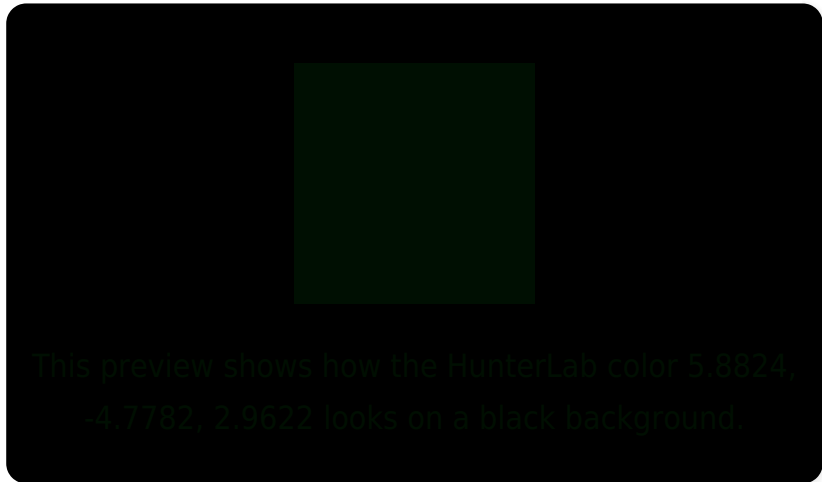 This preview shows how the HunterLab color 5.8824,
-4.7782, 2.9622 looks on a black background.